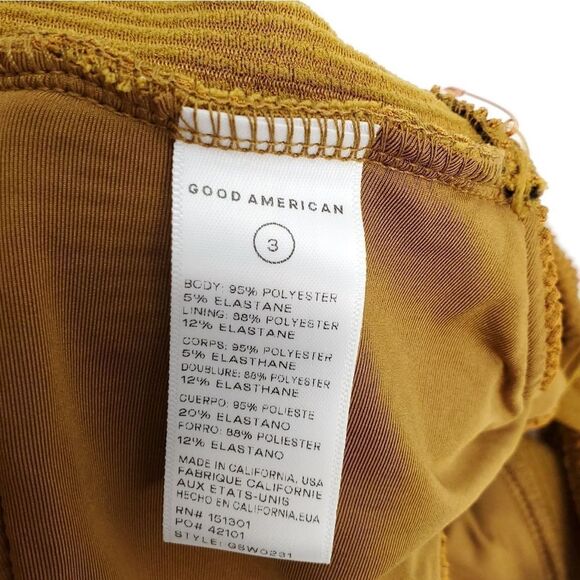 GOOD AMERICAN
3
BODY: 95% POLYESTER
5% ELASTANE
LINING: 88% POLYESTER
12% ELASTANE
CORPS: 95% POLYESTER
5% ELASTHANE
DOUBLURE: 88% POLYESTER
12% ELASTHANE
CUERPO: 95% POLIESTE
20% ELASTANO
FORRO: 88% POLIESTER
12% ELASTANO
MADE IN CALIFORNIA, USA
FABRIQUE CALIFORNIE
AUX ETATS-UNIS
HECHO EN CALIFORNIA,EUA
RN# 151301
PO# 42101
STYLE: GSW0231